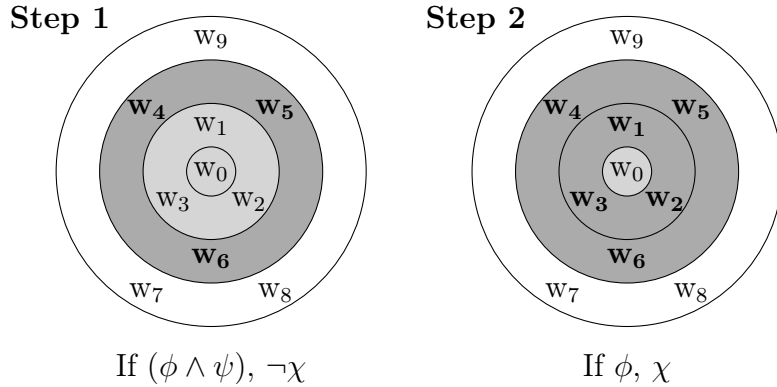 Step 1
w9
w4 w5
w1
w0
w3 w2
w6
w7 w8
If (ϕ ∧ ψ), ¬χ
Step 2
w9
w4 w5
w1
w0
w3 w2
w6
w7 w8
If ϕ, χ